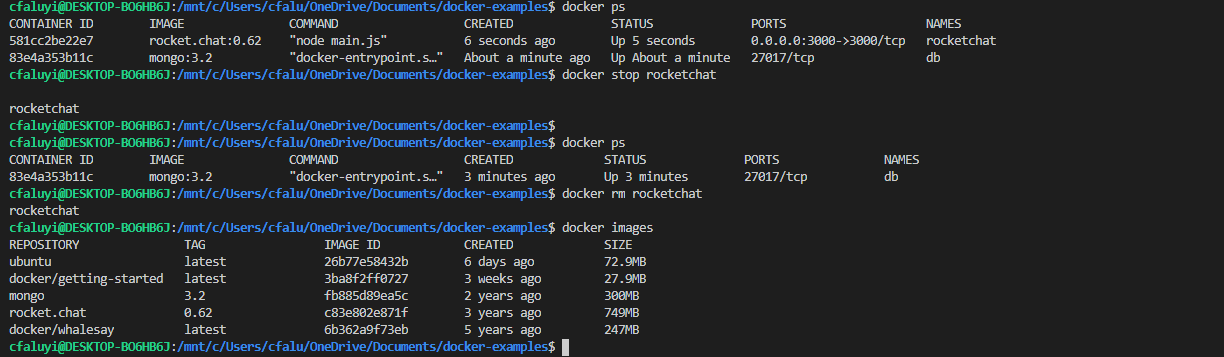 cfaluyi@DESKTOP-BO6HB6J:/mnt/c/Users/cfalu/OneDrive/Documents/docker-examples$ docker ps
CONTAINER ID IMAGE COMMAND CREATED STATUS PORTS NAMES
581cc2be22e7 rocket.chat:0.62 "node main.js" 6 seconds ago Up 5 seconds 0.0.0.0:3000->3000/tcp rocketchat
83e4a353b11c mongo:3.2 "docker-entrypoint.s…" About a minute ago Up About a minute 27017/tcp db
cfaluyi@DESKTOP-BO6HB6J:/mnt/c/Users/cfalu/OneDrive/Documents/docker-examples$ docker stop rocketchat
rocketchat
cfaluyi@DESKTOP-BO6HB6J:/mnt/c/Users/cfalu/OneDrive/Documents/docker-examples$
cfaluyi@DESKTOP-BO6HB6J:/mnt/c/Users/cfalu/OneDrive/Documents/docker-examples$ docker ps
CONTAINER ID IMAGE COMMAND CREATED STATUS PORTS NAMES
83e4a353b11c mongo:3.2 "docker-entrypoint.s…" 3 minutes ago Up 3 minutes 27017/tcp db
cfaluyi@DESKTOP-BO6HB6J:/mnt/c/Users/cfalu/OneDrive/Documents/docker-examples$ docker rm rocketchat
rocketchat
cfaluyi@DESKTOP-BO6HB6J:/mnt/c/Users/cfalu/OneDrive/Documents/docker-examples$ docker images
REPOSITORY TAG IMAGE ID CREATED SIZE
ubuntu latest 26b77e58432b 6 days ago 72.9MB
docker/getting-started latest 3ba8f2ff0727 3 weeks ago 27.9MB
mongo 3.2 fb885d89ea5c 2 years ago 300MB
rocket.chat 0.62 c83e802e871f 3 years ago 749MB
docker/whalesay latest 6b362a9f73eb 5 years ago 247MB
cfaluyi@DESKTOP-BO6HB6J:/mnt/c/Users/cfalu/OneDrive/Documents/docker-examples$